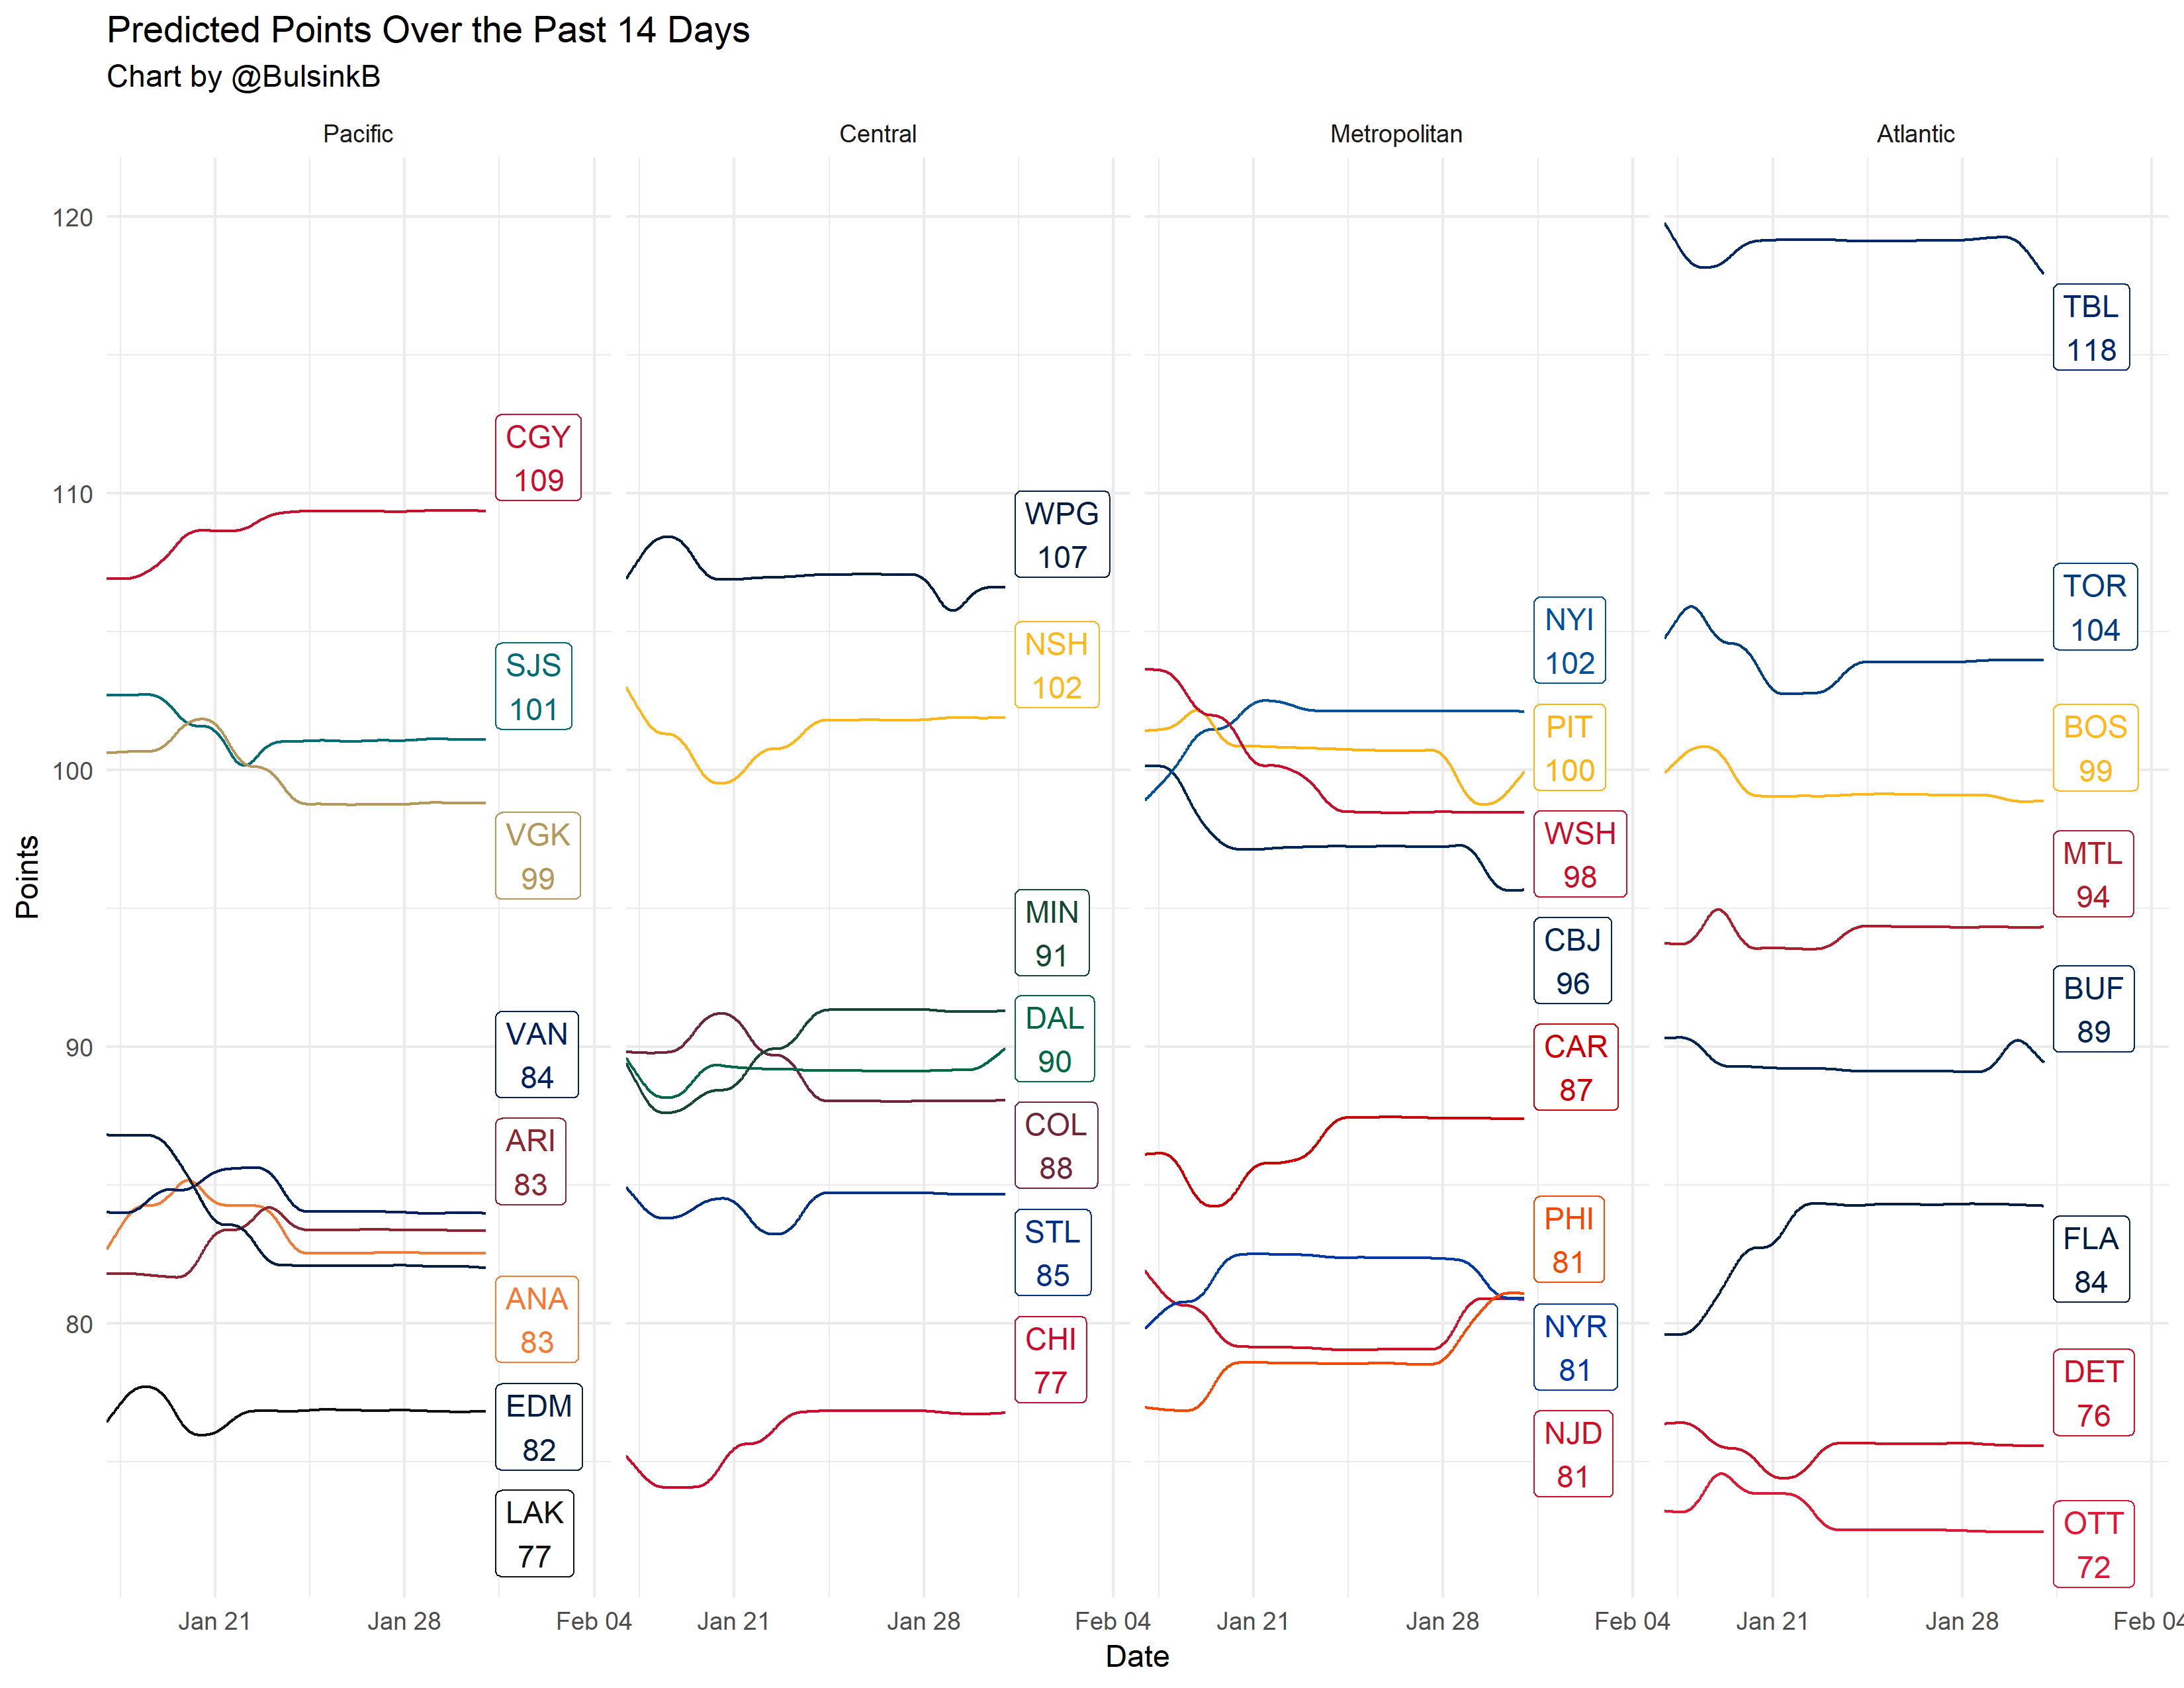 Predicted Points Over the Past 14 Days
Chart by @BulsinkB
Pacific
Central
Metropolitan
Atlantic
Points
120
110
100
90
80
CGY
109
SJS
101
VGK
99
VAN
84
ARI
83
ANA
83
EDM
82
LAK
77
WPG
107
NSH
102
MIN
91
DAL
90
COL
88
STL
85
CHI
77
NYI
102
PIT
100
WSH
98
CBJ
96
CAR
87
PHI
81
NYR
81
NJD
81
TBL
118
TOR
104
BOS
99
MTL
94
BUF
89
FLA
84
DET
76
OTT
72
Jan 21 Jan 28 Feb 04
Jan 21 Jan 28 Feb 04
Jan 21 Jan 28 Feb 04
Jan 21 Jan 28 Feb 04
Date